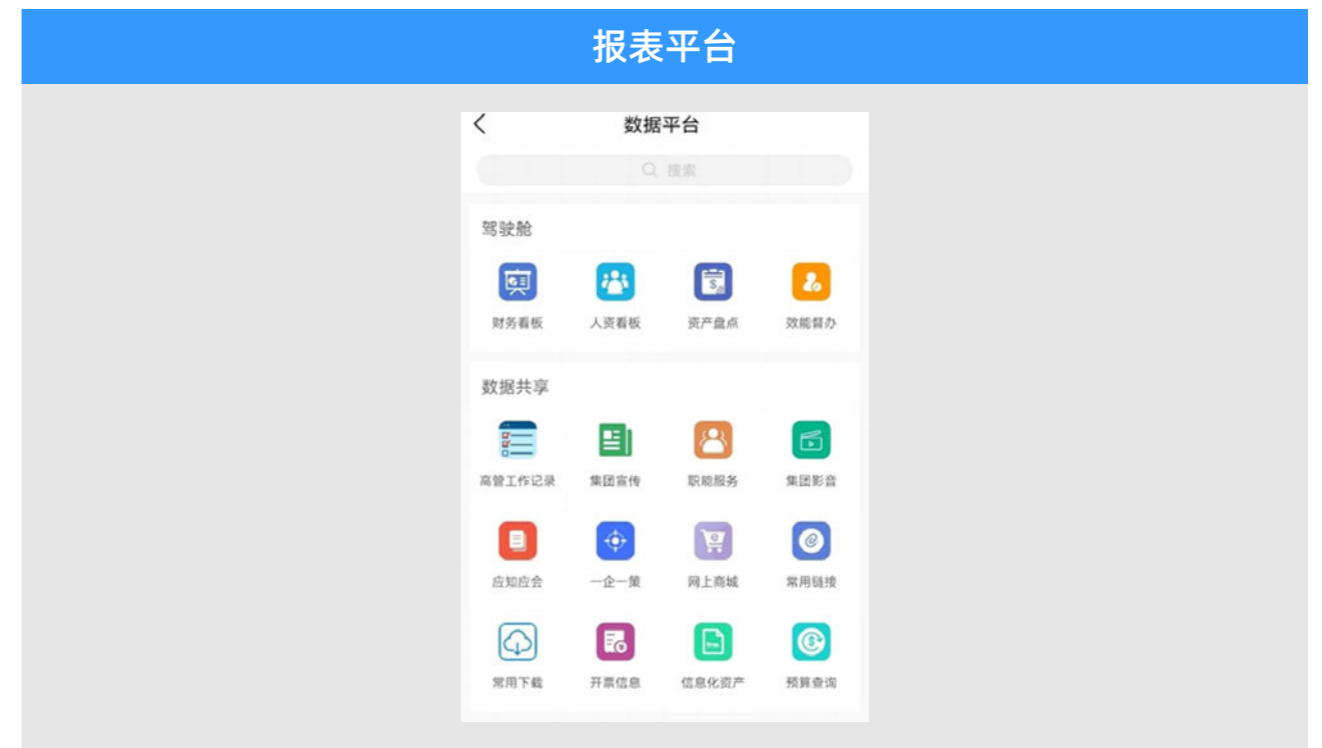 报表平台
数据平台
搜索
驾驶舱
财务看板 人资看板 资产盘点 效能督办
数据共享
高管工作记录 集团宣传 职能服务 集团影音
应知应会 一企一策 网上商城 常用链接
常用下载 开票信息 信息化资产 预算查询